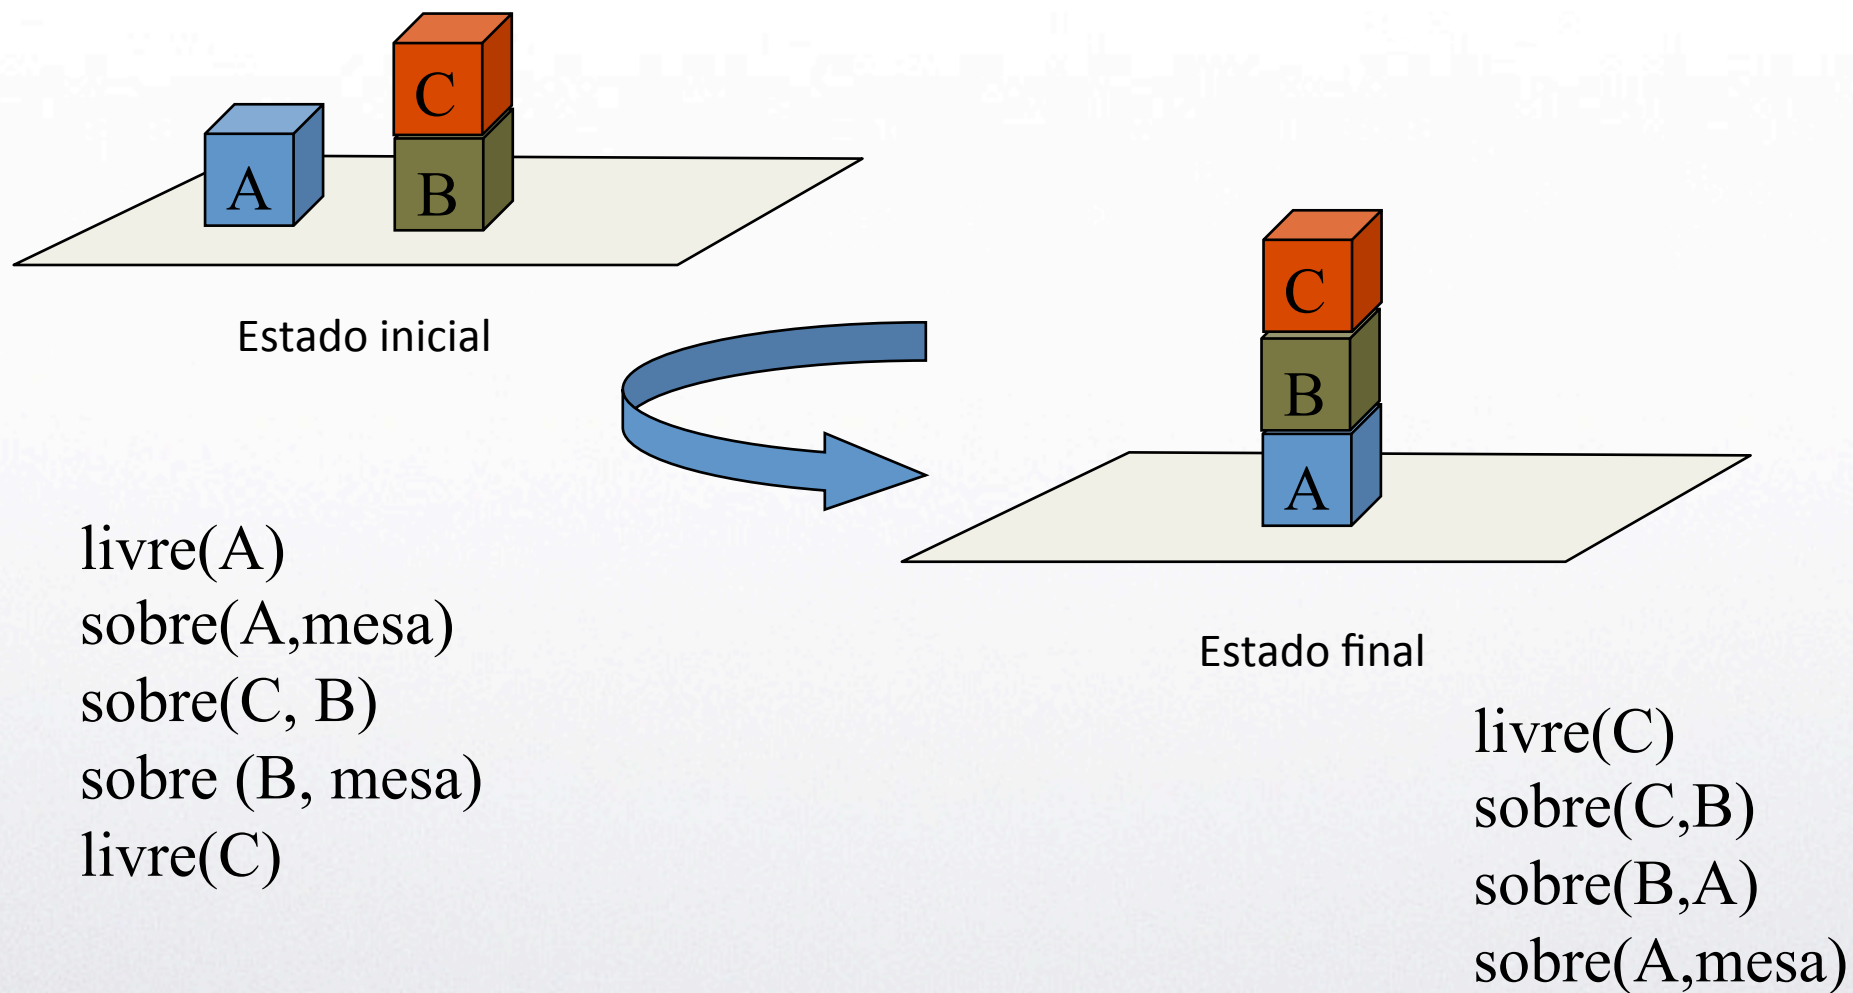 C
A
B
Estado inicial
C
B
A
Estado final
livre(A)
sobre(A,mesa)
sobre(C, B)
sobre (B, mesa)
livre(C)
livre(C)
sobre(C,B)
sobre(B,A)
sobre(A,mesa)